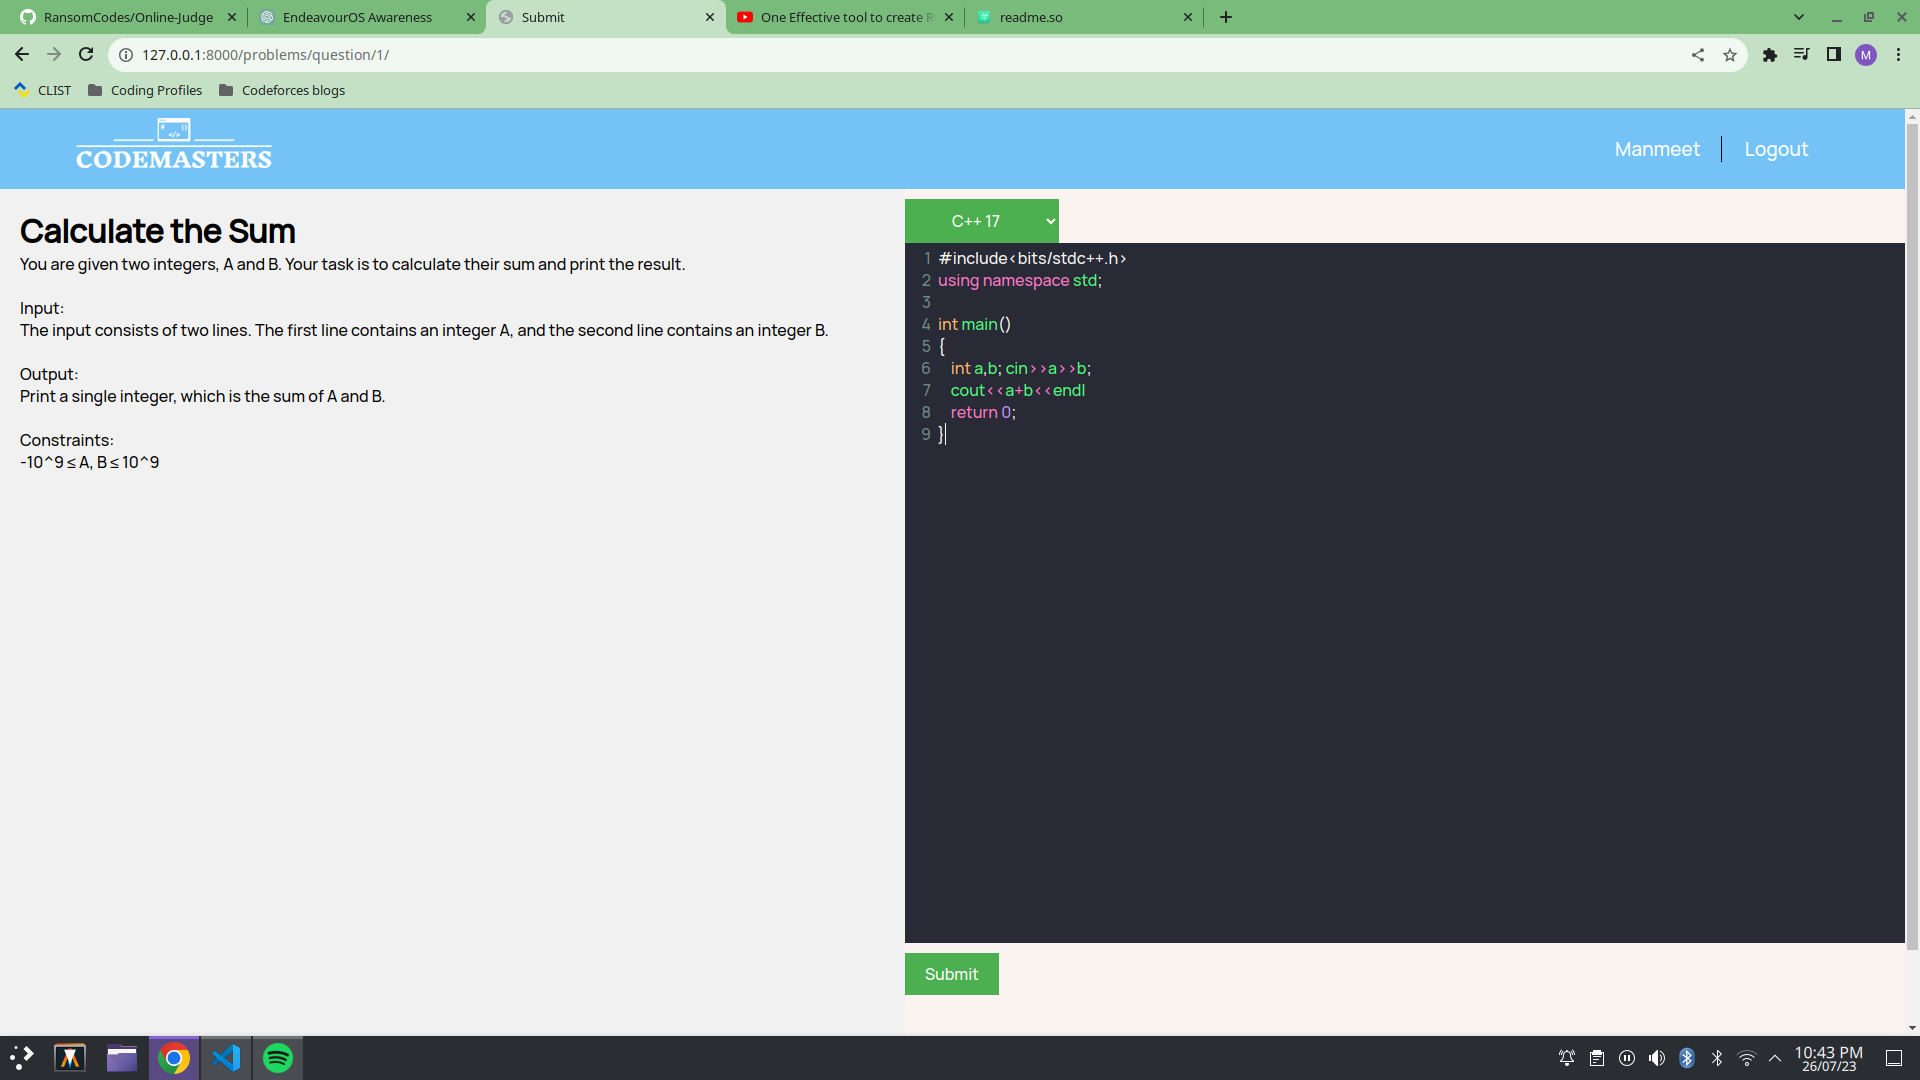 RansomCodes/Online-Judge
EndeavourOS Awareness
Submit
One Effective tool to create R
readme.so
127.0.0.1:8000/problems/question/1/
M
CLIST
Coding Profiles
Codeforces blogs
CODEMASTERS
Manmeet
Logout
Calculate the Sum
You are given two integers, A and B. Your task is to calculate their sum and print the result.
Input:
The input consists of two lines. The first line contains an integer A, and the second line contains an integer B.
Output:
Print a single integer, which is the sum of A and B.
Constraints:
-10^9 ≤ A, B ≤ 10^9
C++ 17
1 #include<bits/stdc++.h>
2 using namespace std;
3
4 int main()
5 {
6 int a,b; cin>>a>>b;
7 cout<<a+b<<endl
8 return 0;
9 }
Submit
10:43 PM
26/07/23